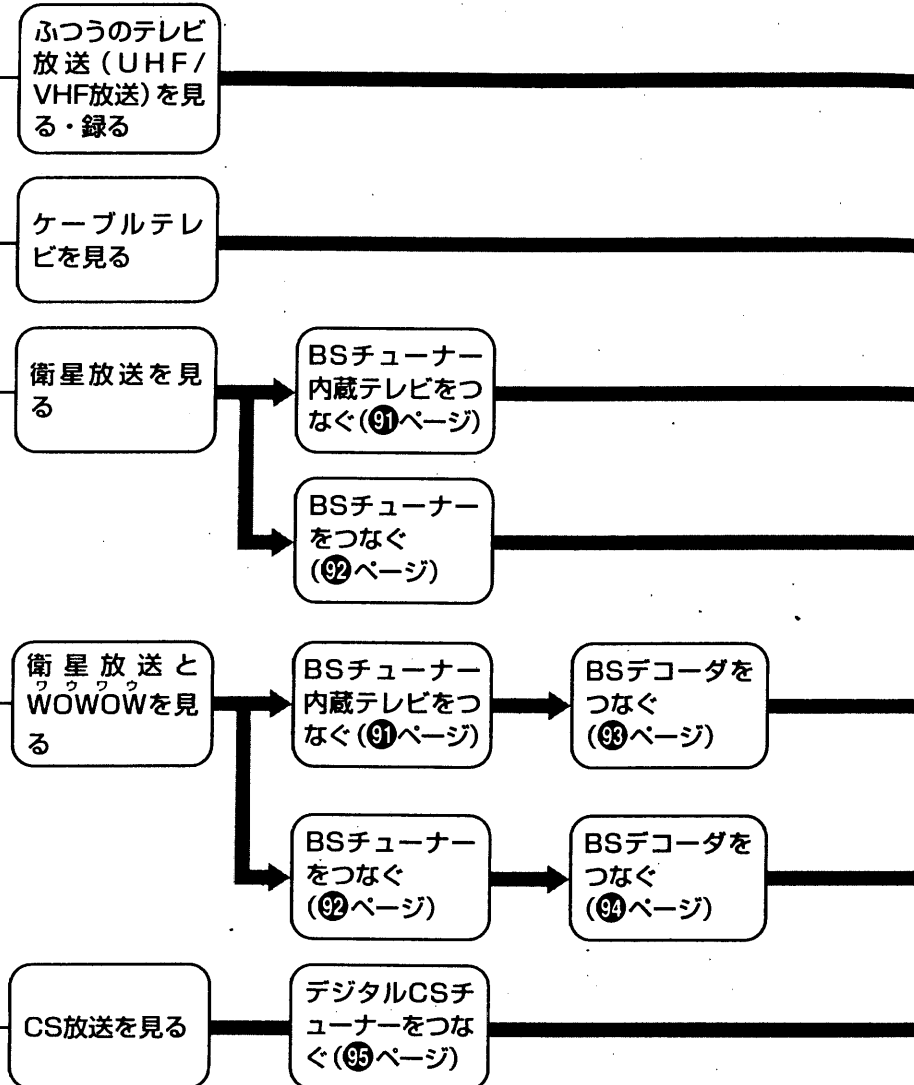 ふつうのテレビ
放送(UHF/
VHF放送)を見
る・録る
ケーブルテレ
ビを見る
衛星放送を見
る
BSチューナー
内蔵テレビをつ
なぐ(91ページ)
BSチューナー
をつなぐ
(92ページ)
衛星放送と
ワウワウ
WOWOWを見
る
BSチューナー
内蔵テレビをつ
なぐ(91ページ)
BSデコーダを
つなぐ
(93ページ)
BSチューナー
をつなぐ
(92ページ)
BSデコーダを
つなぐ
(94ページ)
CS放送を見る
デジタルCSチ
ューナーをつな
ぐ(95ページ)